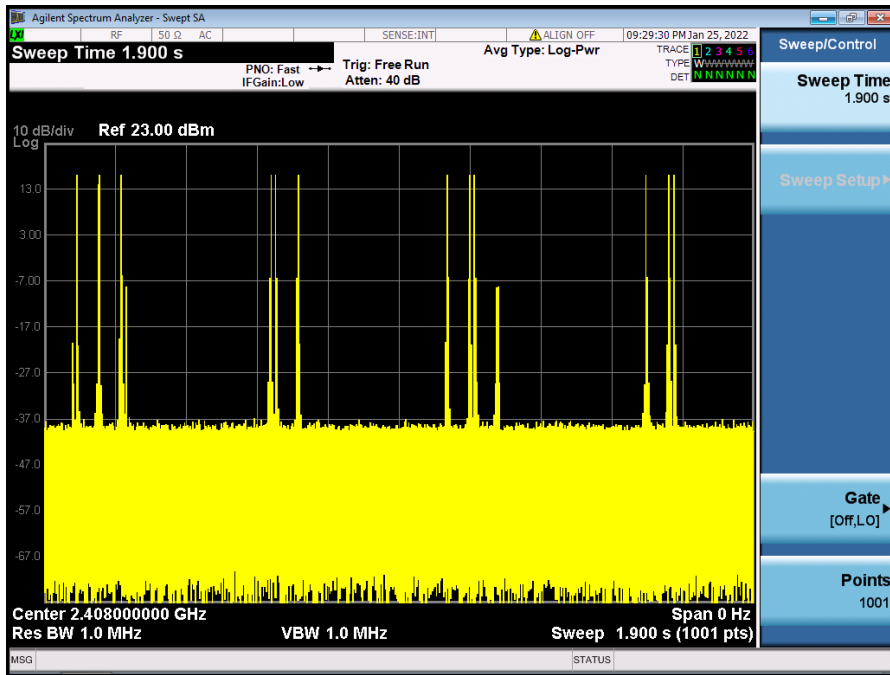 Agilent Spectrum Analyzer - Swept SA
LXI RF 50 Ω AC SENSE:INT ALIGN OFF 09:29:30 PM Jan 25, 2022
Sweep Time 1.900 s
PNO: Fast
IFGain:Low
Trig: Free Run
Atten: 40 dB
Avg Type: Log-Pwr
TRACE 1 2 3 4 5 6
TYPE WWWWWW
DET N N N N N N
10 dB/div Ref 23.00 dBm
Log
13.0
3.00
-7.00
-17.0
-27.0
-37.0
-47.0
-57.0
-67.0
Center 2.408000000 GHz Span 0 Hz
Res BW 1.0 MHz VBW 1.0 MHz Sweep 1.900 s (1001 pts)
MSG STATUS
Sweep/Control
Sweep Time
1.900 s
Sweep Setup
Gate
[Off,LO]
Points
1001